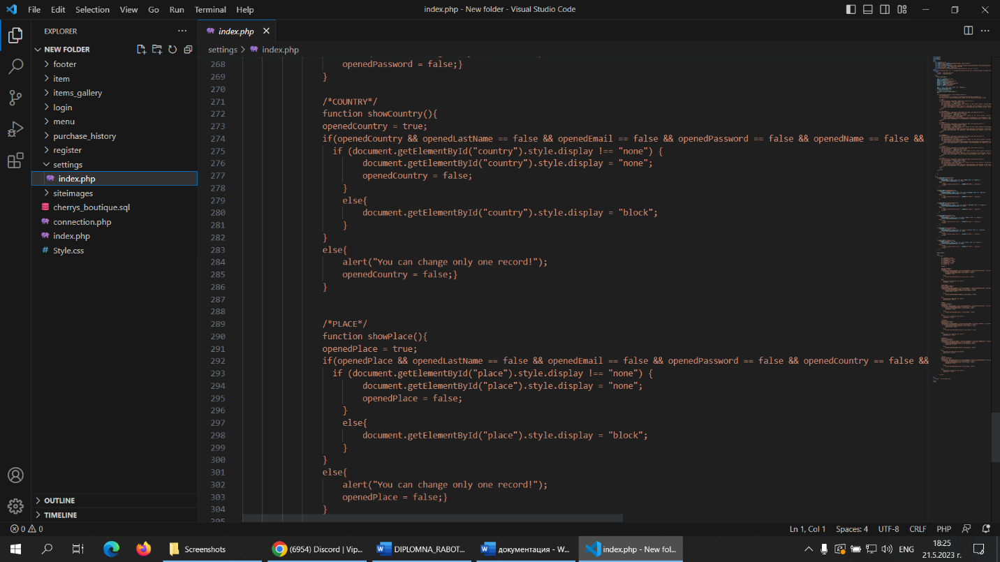 File Edit Selection View Go Run Terminal Help
index.php - New folder - Visual Studio Code
EXPLORER
index.php
NEW FOLDER
settings > index.php
footer
item
items_gallery
login
menu
purchase_history
register
settings
index.php
siteimages
cherrys_boutique.sql
connection.php
index.php
Style.css
OUTLINE
TIMELINE
268 openedPassword = false;}
269 }
270
271 /*COUNTRY*/
272 function showCountry(){
273 openedCountry = true;
274 if(openedCountry && openedLastName == false && openedEmail == false && openedPassword == false && openedName == false &&
275 if (document.getElementById("country").style.display !== "none") {
276 document.getElementById("country").style.display = "none";
277 openedCountry = false;
278 }
279 else{
280 document.getElementById("country").style.display = "block";
281 }
282 }
283 else{
284 alert("You can change only one record!");
285 openedCountry = false;}
286 }
287
288
289 /*PLACE*/
290 function showPlace(){
291 openedPlace = true;
292 if(openedPlace && openedLastName == false && openedEmail == false && openedPassword == false && openedCountry == false &&
293 if (document.getElementById("place").style.display !== "none") {
294 document.getElementById("place").style.display = "none";
295 openedPlace = false;
296 }
297 else{
298 document.getElementById("place").style.display = "block";
299 }
300 }
301 else{
302 alert("You can change only one record!");
303 openedPlace = false;}
304 }
305
0 0
Ln 1, Col 1 Spaces: 4 UTF-8 CRLF PHP
Screenshots
(6954) Discord | Vip...
DIPLOMNA_RABOT...
документация - W...
index.php - New fol...
ENG
18:25
21.5.2023 г.